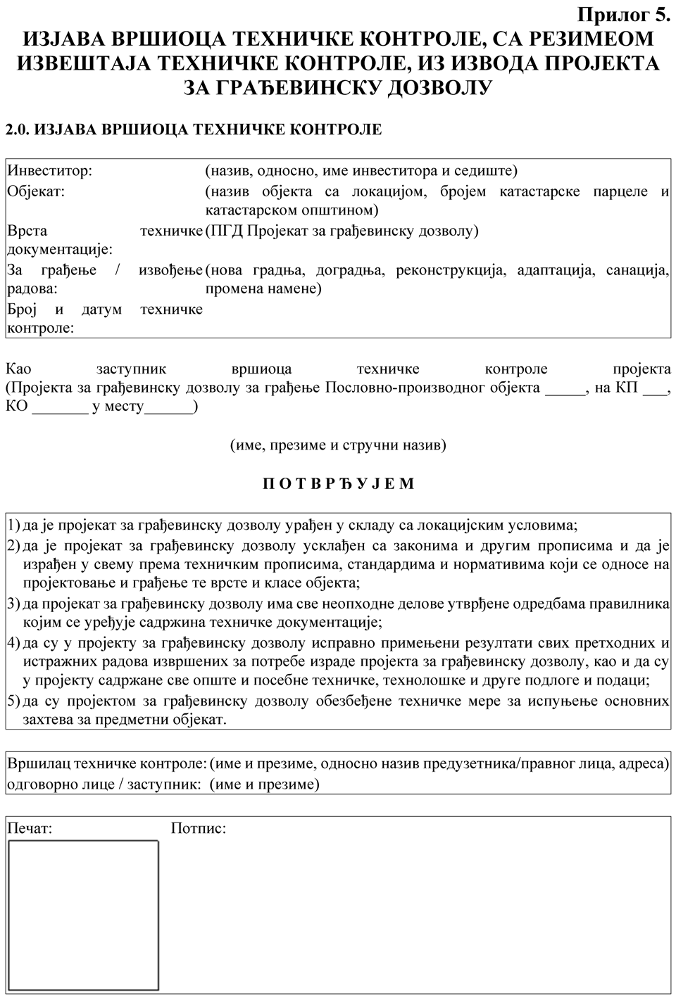 Прилог 5.
ИЗЈАВА ВРШИОЦА ТЕХНИЧКЕ КОНТРОЛЕ, СА РЕЗИМЕОМ
ИЗВЕШТАЈА ТЕХНИЧКЕ КОНТРОЛЕ, ИЗ ИЗВОДА ПРОЈЕКТА
ЗА ГРАЂЕВИНСКУ ДОЗВОЛУ
2.0. ИЗЈАВА ВРШИОЦА ТЕХНИЧКЕ КОНТРОЛЕ
Инвеститор: (назив, односно, име инвеститора и седиште)
Објекат: (назив објекта са локацијом, бројем катастарске парцеле и
катастарском општином)
Врста техничке (ПГД Пројекат за грађевинску дозволу)
документације:
За грађење / извођење (нова градња, доградња, реконструкција, адаптација, санација,
радова: промена намене)
Број и датум техничке
контроле:
Као заступник вршиоца техничке контроле пројекта
(Пројекта за грађевинску дозволу за грађење Пословно-производног објекта _____, на КП ___,
КО _______ у месту______)
(име, презиме и стручни назив)
П О Т В Р Ђ У Ј Е М
1) да је пројекат за грађевинску дозволу урађен у складу са локацијским условима;
2) да је пројекат за грађевинску дозволу усклађен са законима и другим прописима и да је
израђен у свему према техничким прописима, стандардима и нормативима који се односе на
пројектовање и грађење те врсте и класе објекта;
3) да пројекат за грађевинску дозволу има све неопходне делове утврђене одредбама правилника
којим се уређује садржина техничке документације;
4) да су у пројекту за грађевинску дозволу исправно примењени резултати свих претходних и
истражних радова извршених за потребе израде пројекта за грађевинску дозволу, као и да су
у пројекту садржане све опште и посебне техничке, технолошке и друге подлоге и подаци;
5) да су пројектом за грађевинску дозволу обезбеђене техничке мере за испуњење основних
захтева за предметни објекат.
Вршилац техничке контроле: (име и презиме, односно назив предузетника/правног лица, адреса)
одговорно лице / заступник: (име и презиме)
Печат: Потпис: